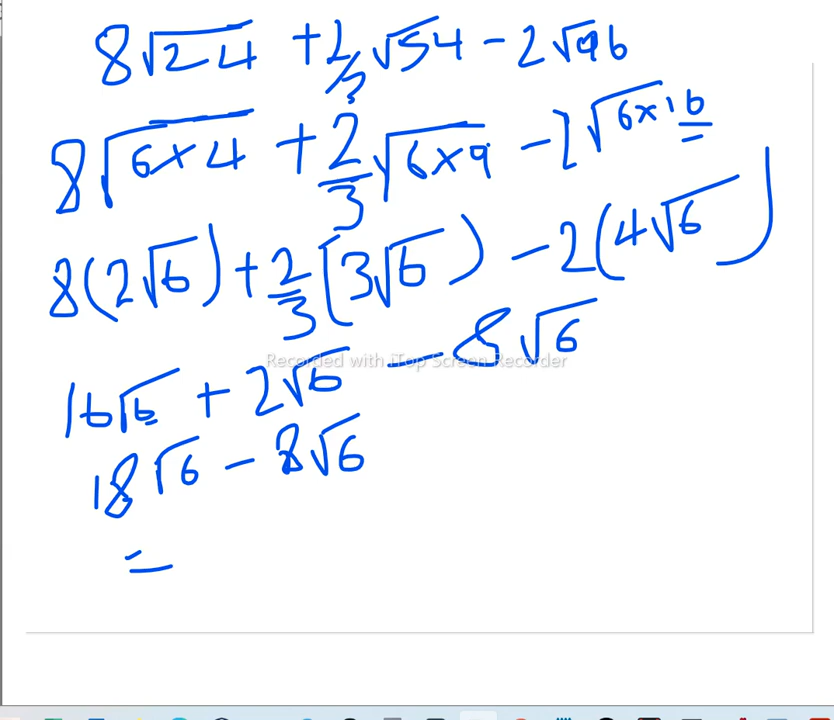 8√24 + 2/3 √54 - 2√96
8√6×4 + 2/3 √6×9 - 2√6×16
8(2√6) + 2/3 (3√6) - 2(4√6)
Recorded with iTop Screen Recorder
16√6 + 2√6 - 8√6
18√6 - 8√6
=